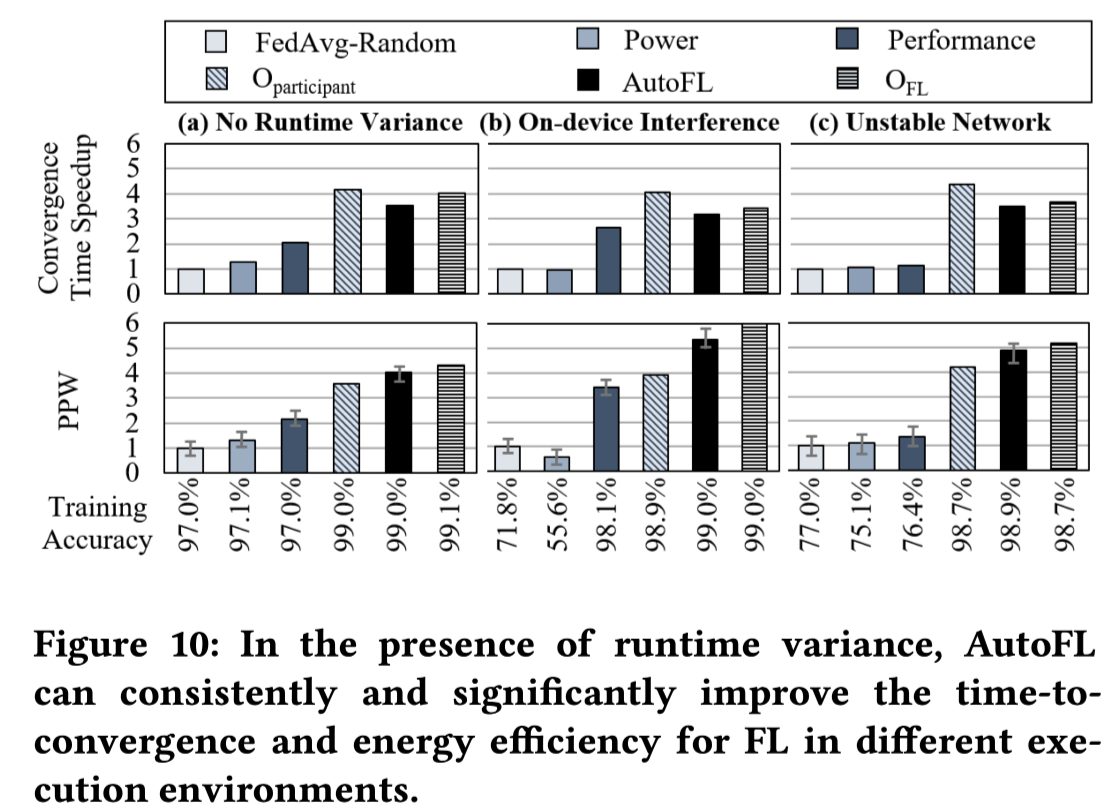 FedAvg-Random Power Performance
Oparticipant AutoFL OFL
(a) No Runtime Variance (b) On-device Interference (c) Unstable Network
Convergence
Time Speedup
6
5
4
3
2
1
0
PPW
6
5
4
3
2
1
0
Training
Accuracy
97.0% 97.1% 97.0% 99.0% 99.0% 99.1% 71.8% 55.6% 98.1% 98.9% 99.0% 99.0% 77.0% 75.1% 76.4% 98.7% 98.9% 98.7%
Figure 10: In the presence of runtime variance, AutoFL
can consistently and significantly improve the time-to-
convergence and energy efficiency for FL in different exe-
cution environments.